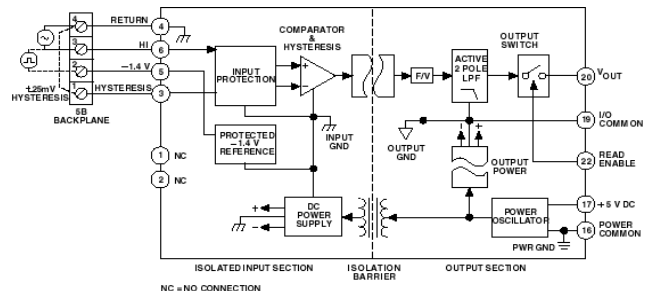 4
3
2
1
±25mV
HYSTERESIS
5B
BACKPLANE
RETURN
HI
−1.4 V
HYSTERESIS
4
6
5
3
1
NC
2
NC
INPUT
PROTECTION
PROTECTED
−1.4 V
REFERENCE
COMPARATOR
&
HYSTERESIS
+
−
INPUT
GND
+
−
DC
POWER
SUPPLY
F/V
ACTIVE
2 POLE
LPF
OUTPUT
SWITCH
OUTPUT
GND
−
+
OUTPUT
POWER
POWER
OSCILLATOR
PWR GND
20
VOUT
19
I/O
COMMON
22
READ
ENABLE
17
+5 V DC
16
POWER
COMMON
ISOLATED INPUT SECTION
ISOLATION
BARRIER
OUTPUT SECTION
NC = NO CONNECTION